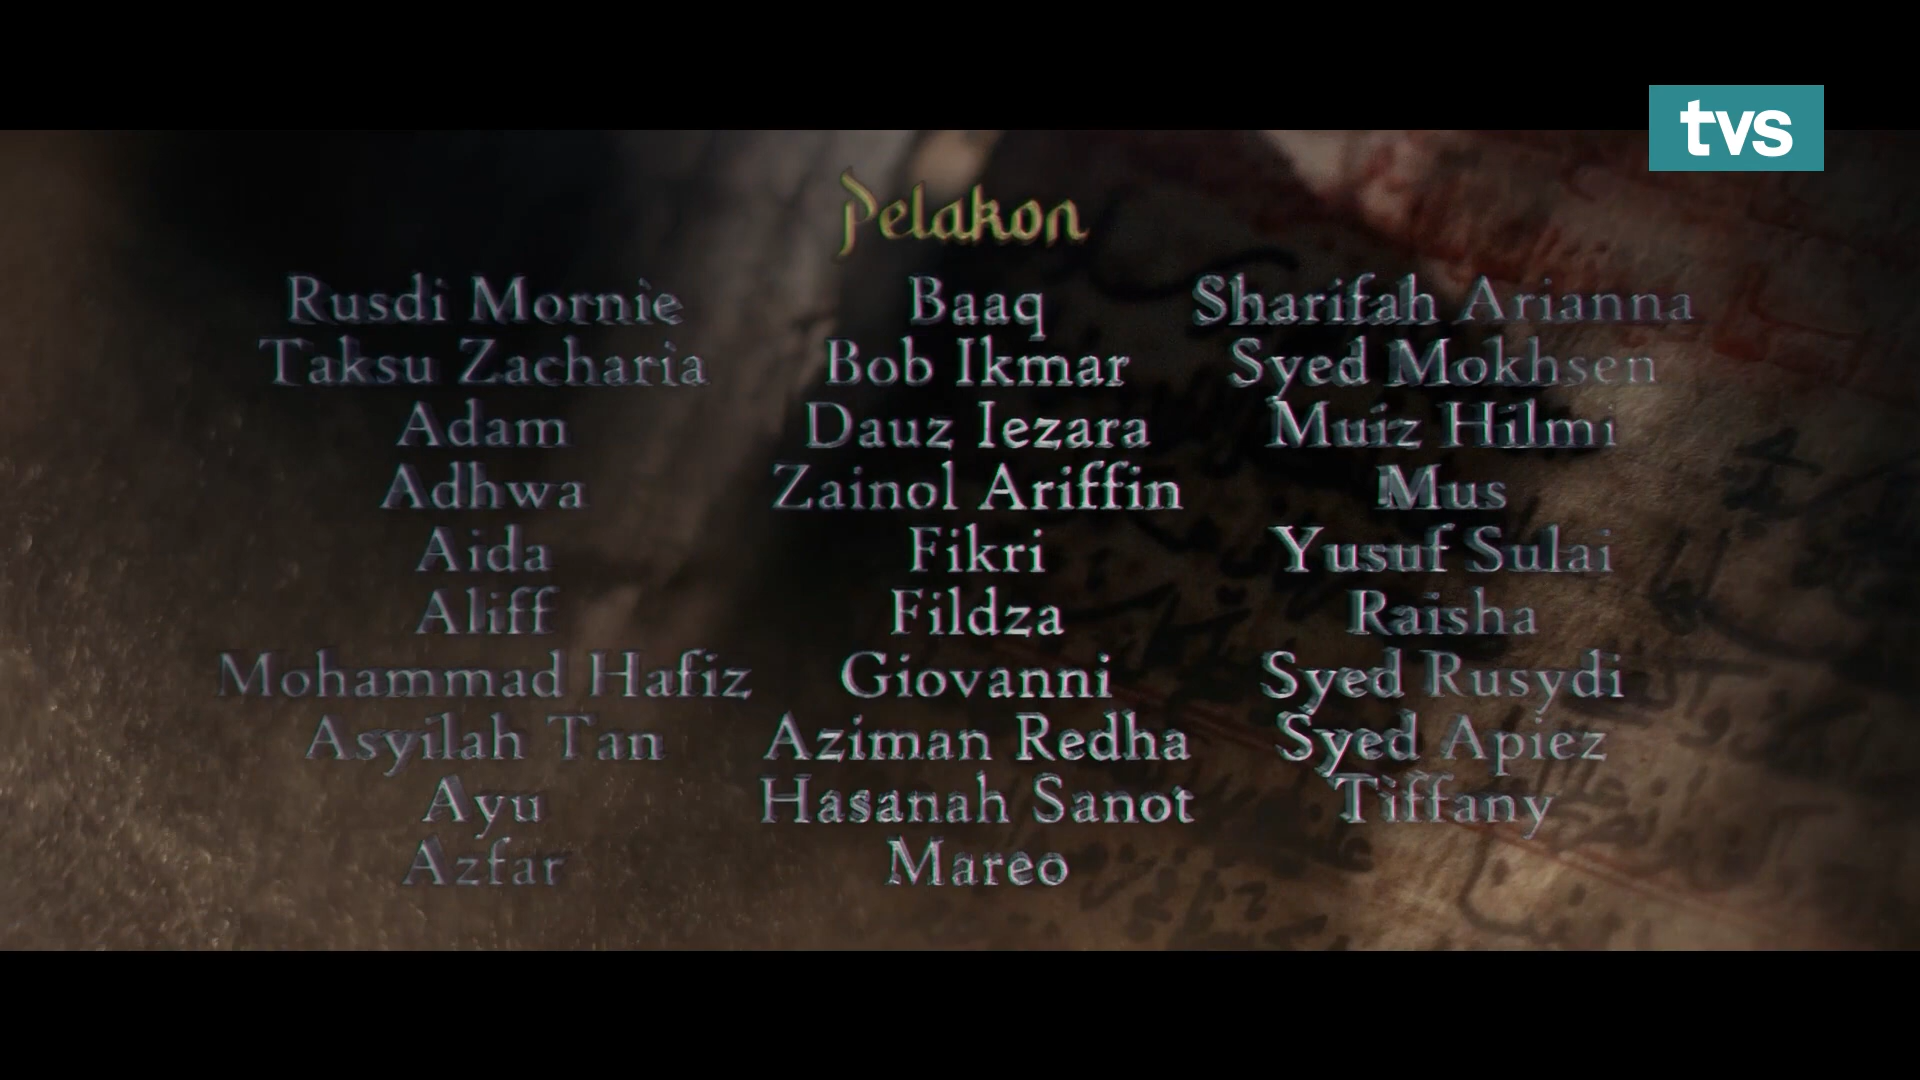 tvs
Pelakon
Rusdi Mornie
Taksu Zacharia
Adam
Adhwa
Aida
Aliff
Mohammad Hafiz
Asyilah Tan
Ayu
Azfar
Baaq
Bob Ikmar
Dauz Iezara
Zainol Ariffin
Fikri
Fildza
Giovanni
Aziman Redha
Hasanah Sanot
Mareo
Sharifah Arianna
Syed Mokhsen
Muiz Hilmi
Mus
Yusuf Sulai
Raisha
Syed Rusydi
Syed Apiez
Tiffany